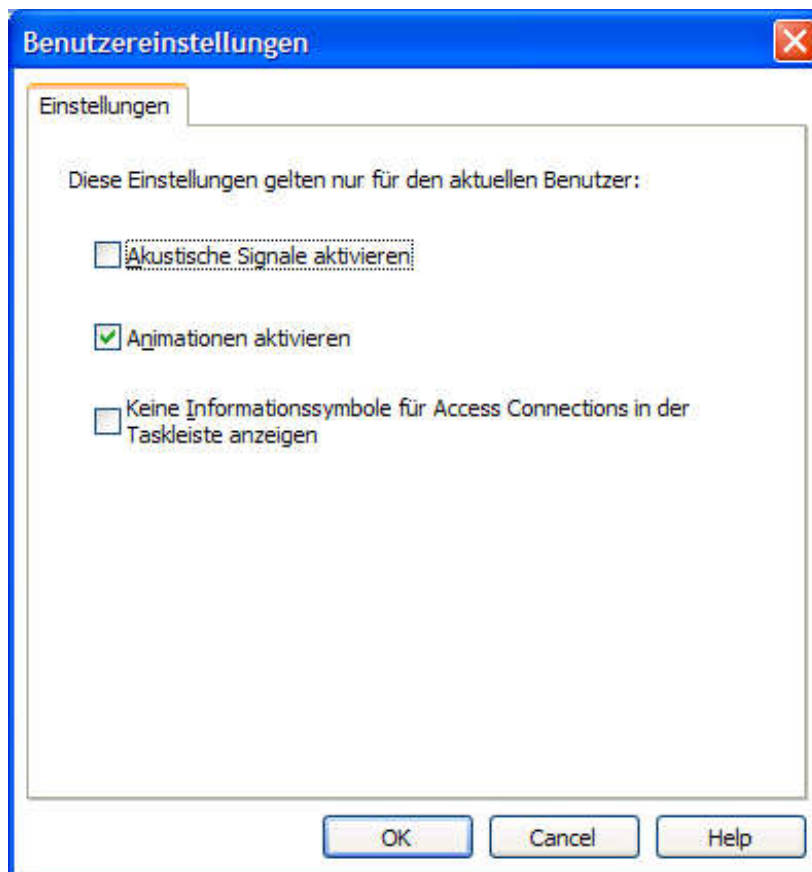 Benutzereinstellungen
Einstellungen
Diese Einstellungen gelten nur für den aktuellen Benutzer:
Akustische Signale aktivieren
Animationen aktivieren
Keine Informationssymbole für Access Connections in der
Taskleiste anzeigen
OK
Cancel
Help